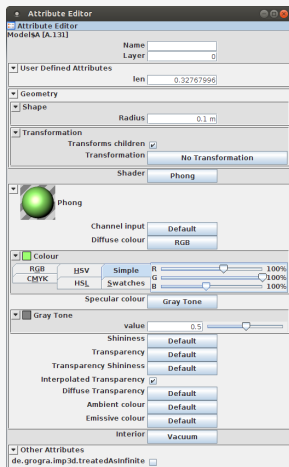 Attribute Editor
Attribute Editor
Model$A [A.131]
Name
Layer 0
User Defined Attributes
len 0.32767996
Geometry
Shape
Radius 0.1 m
Transformation
Transforms children
Transformation No Transformation
Shader Phong
Phong
Channel input Default
Diffuse colour RGB
Colour
RGB HSV Simple
CMYK HSL Swatches
R 100%
G 100%
B 100%
Specular colour Gray Tone
Gray Tone
value 0.5
Shininess Default
Transparency Default
Transparency Shininess Default
Interpolated Transparency
Diffuse Transparency Default
Ambient colour Default
Emissive colour Default
Interior Vacuum
Other Attributes
de.grogra.imp3d.treatedAsInfinite